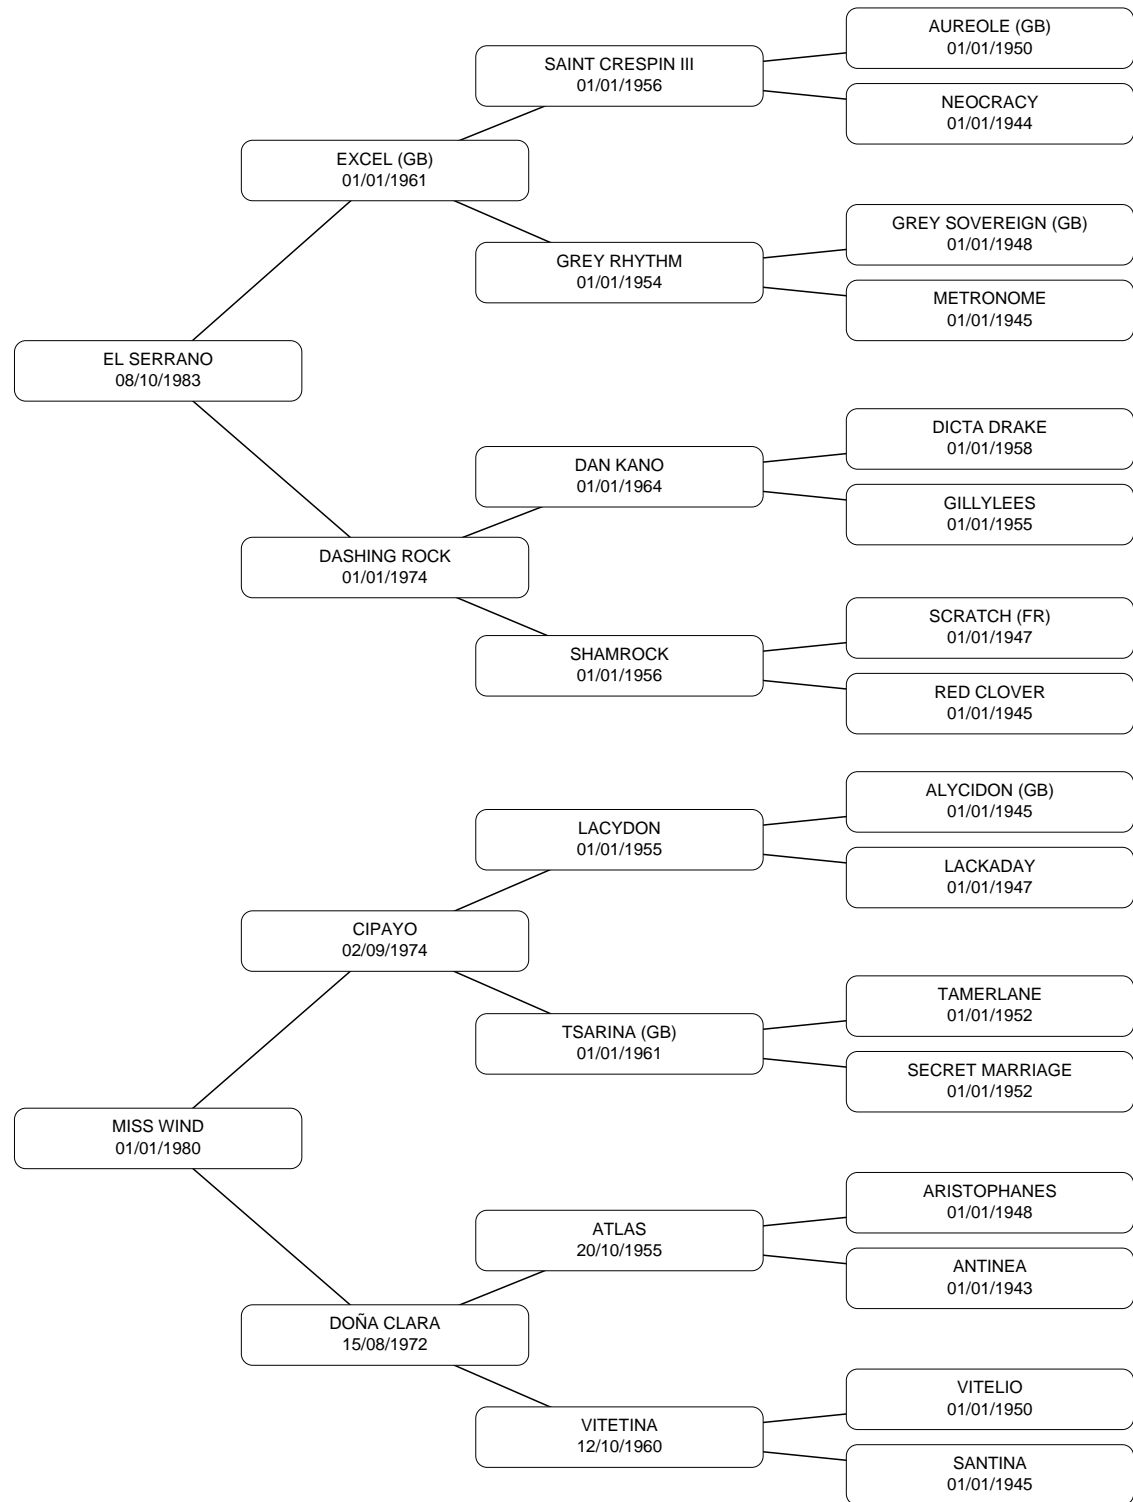 AUREOLE (GB)
01/01/1950
SAINT CRESPIN III
01/01/1956
NEOCRACY
01/01/1944
EXCEL (GB)
01/01/1961
GREY SOVEREIGN (GB)
01/01/1948
GREY RHYTHM
01/01/1954
METRONOME
01/01/1945
EL SERRANO
08/10/1983
DICTA DRAKE
01/01/1958
DAN KANO
01/01/1964
GILLYLEES
01/01/1955
DASHING ROCK
01/01/1974
SCRATCH (FR)
01/01/1947
SHAMROCK
01/01/1956
RED CLOVER
01/01/1945
ALYCIDON (GB)
01/01/1945
LACYDON
01/01/1955
LACKADAY
01/01/1947
CIPAYO
02/09/1974
TAMERLANE
01/01/1952
TSARINA (GB)
01/01/1961
SECRET MARRIAGE
01/01/1952
MISS WIND
01/01/1980
ARISTOPHANES
01/01/1948
ATLAS
20/10/1955
ANTINEA
01/01/1943
DOÑA CLARA
15/08/1972
VITELIO
01/01/1950
VITETINA
12/10/1960
SANTINA
01/01/1945